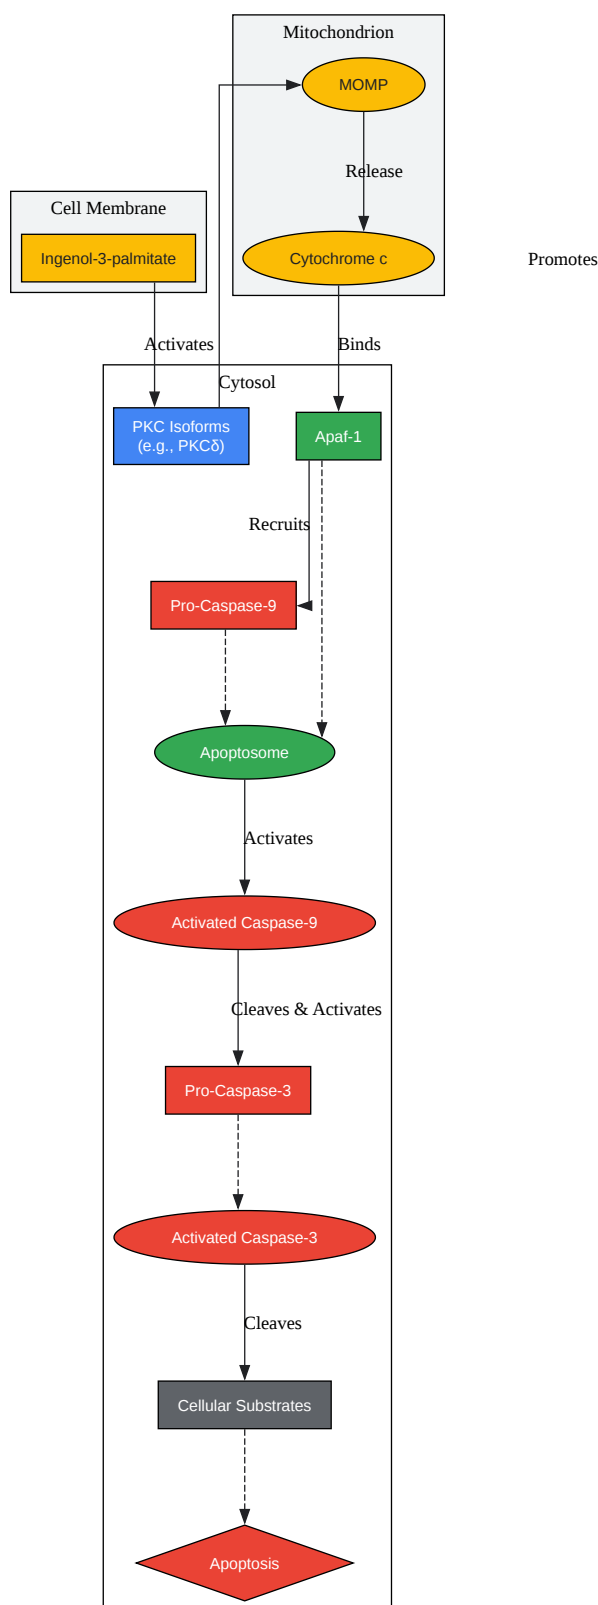 Mitochondrion
MOMP
Release
Cell Membrane
Ingenol-3-palmitate
Cytochrome c
Promotes
Activates
Binds
Cytosol
PKC Isoforms
(e.g., PKCδ)
Apaf-1
Recruits
Pro-Caspase-9
Apoptosome
Activates
Activated Caspase-9
Cleaves & Activates
Pro-Caspase-3
Activated Caspase-3
Cleaves
Cellular Substrates
Apoptosis